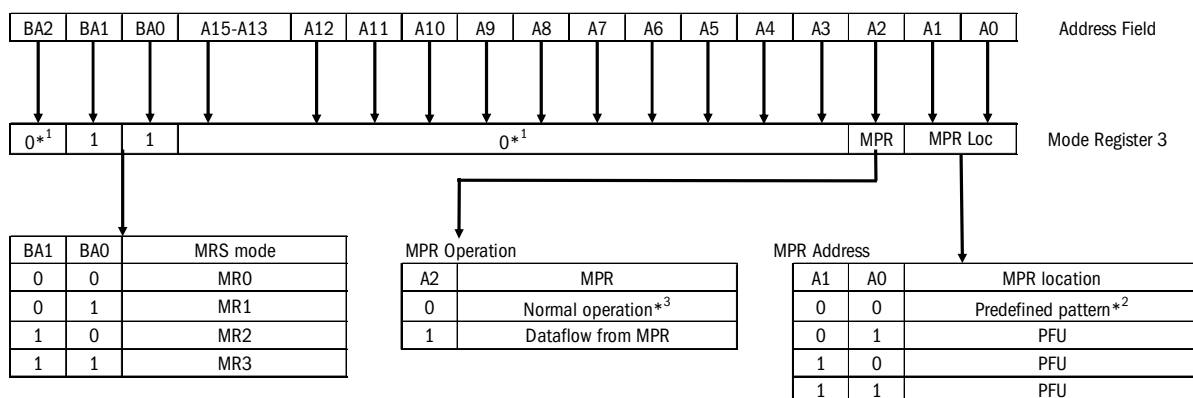 BA2 BA1 BA0 A15-A13 A12 A11 A10 A9 A8 A7 A6 A5 A4 A3 A2 A1 A0 Address Field
0*1 1 1 0*1 MPR MPR Loc Mode Register 3
BA1 BA0 MRS mode
0 0 MR0
0 1 MR1
1 0 MR2
1 1 MR3
MPR Operation
A2 MPR
0 Normal operation*3
1 Dataflow from MPR
MPR Address
A1 A0 MPR location
0 0 Predefined pattern*2
0 1 PFU
1 0 PFU
1 1 PFU